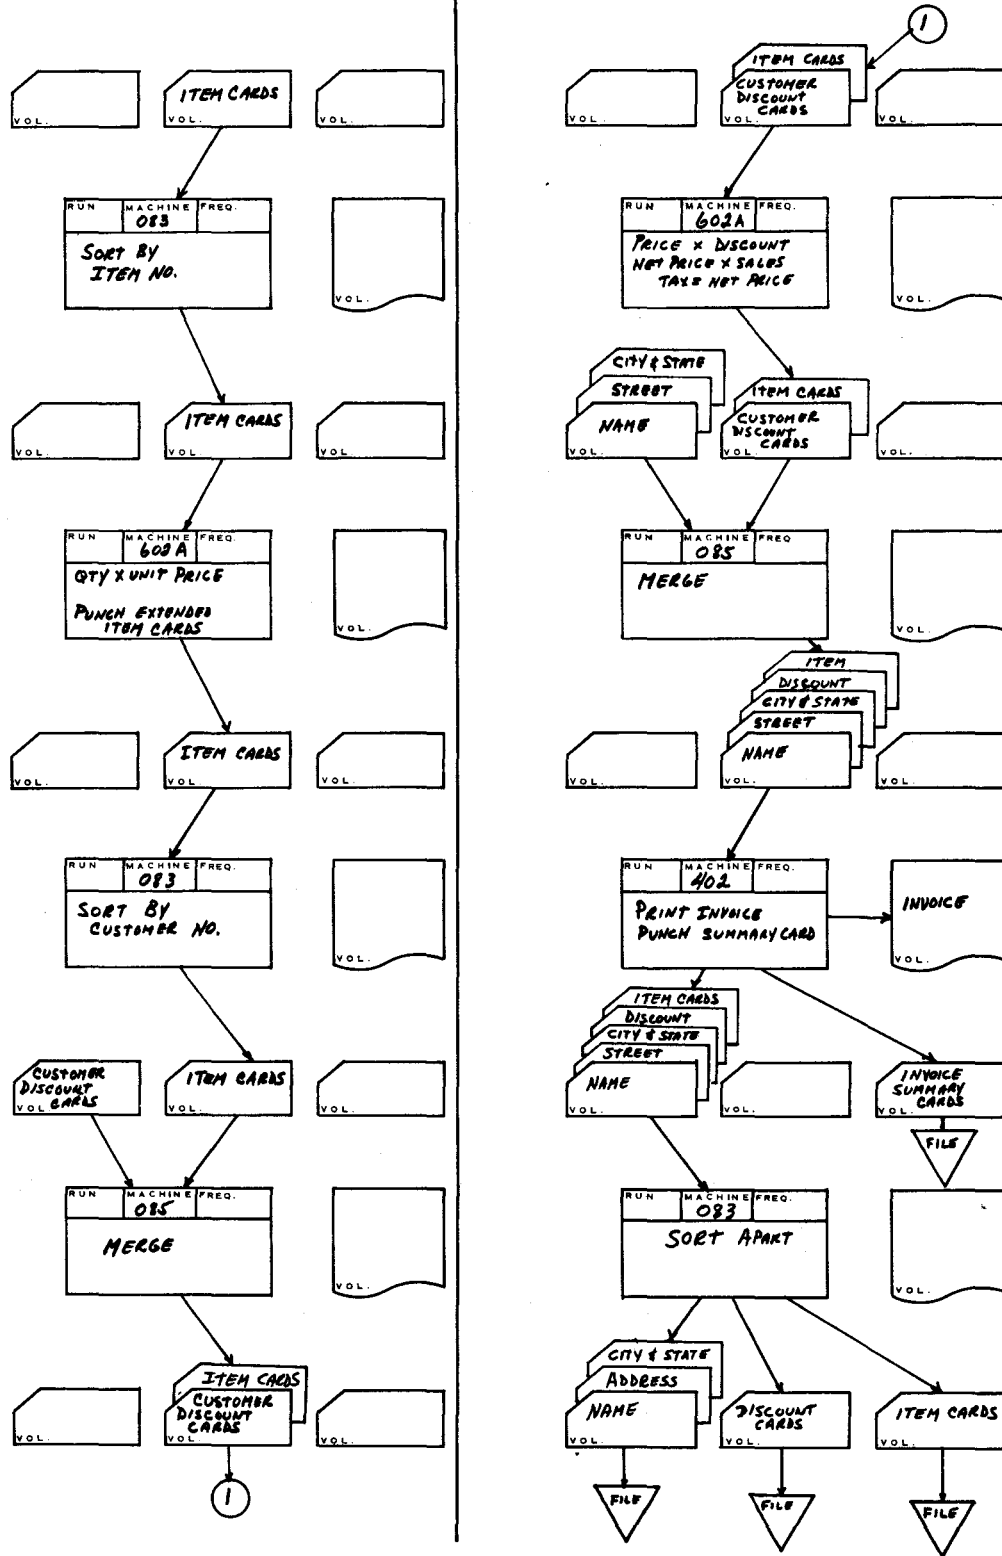 VOL.
ITEM CARDS
VOL.
VOL.
RUN MACHINE FREQ.
083
SORT BY
ITEM NO.
VOL.
VOL.
ITEM CARDS
VOL.
VOL.
RUN MACHINE FREQ.
602A
QTY X UNIT PRICE
PUNCH EXTENDED
ITEM CARDS
VOL.
VOL.
ITEM CARDS
VOL.
VOL.
RUN MACHINE FREQ.
083
SORT BY
CUSTOMER NO.
VOL.
CUSTOMER
DISCOUNT
CARDS
VOL.
ITEM CARDS
VOL.
VOL.
RUN MACHINE FREQ.
085
MERGE
VOL.
VOL.
ITEM CARDS
CUSTOMER
DISCOUNT
CARDS
VOL.
VOL.
1
1
VOL.
ITEM CARDS
CUSTOMER
DISCOUNT
CARDS
VOL.
VOL.
RUN MACHINE FREQ.
602A
PRICE X DISCOUNT
NET PRICE X SALES
TAX = NET PRICE
VOL.
CITY & STATE
STREET
NAME
VOL.
ITEM CARDS
CUSTOMER
DISCOUNT
CARDS
VOL.
VOL.
RUN MACHINE FREQ
085
MERGE
VOL.
VOL.
ITEM
DISCOUNT
CITY & STATE
STREET
NAME
VOL.
VOL.
RUN MACHINE FREQ.
402
PRINT INVOICE
PUNCH SUMMARY CARD
INVOICE
VOL.
ITEM CARDS
DISCOUNT
CITY & STATE
STREET
NAME
VOL.
VOL.
INVOICE
SUMMARY
CARDS
VOL.
FILE
RUN MACHINE FREQ.
083
SORT APART
VOL.
CITY & STATE
ADDRESS
NAME
VOL.
DISCOUNT
CARDS
VOL.
ITEM CARDS
VOL.
FILE
FILE
FILE